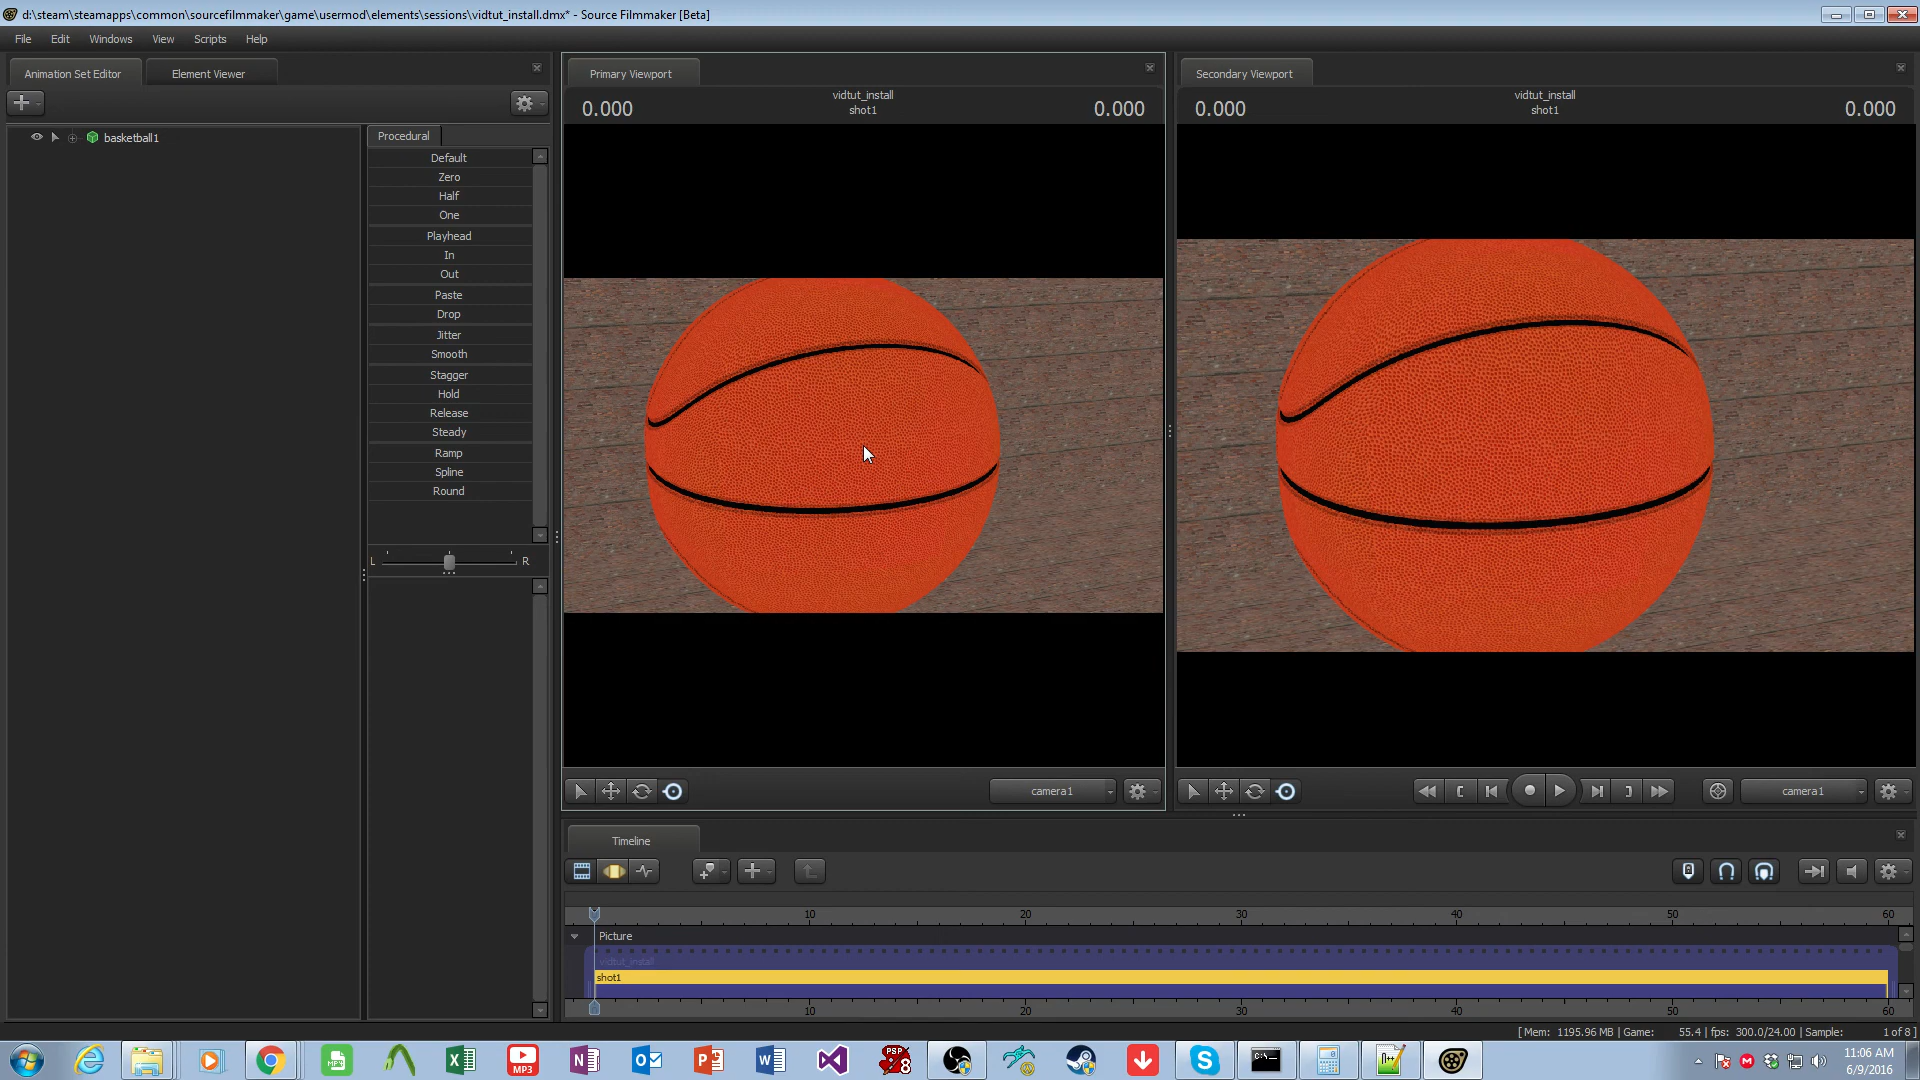 d:\steam\steamapps\common\sourcefilmmaker\game\usermod\elements\sessions\vidtut_install.dmx* - Source Filmmaker [Beta]
File Edit Windows View Scripts Help
Animation Set Editor Element Viewer
basketball1
Procedural
Default
Zero
Half
One
Playhead
In
Out
Paste
Drop
Jitter
Smooth
Stagger
Hold
Release
Steady
Ramp
Spline
Round
L R
Primary Viewport
vidtut_install
0.000 shot1 0.000
camera1
Secondary Viewport
vidtut_install
0.000 shot1 0.000
camera1
Timeline
10 20 30 40 50 60
Picture
vidtut_install
shot1
10 20 30 40 50 60
[ Mem: 1195.96 MB | Game: 55.4 | fps: 300.0/24.00 | Sample: 1 of 8 ]
MP3
PSP
8
C:\
11:06 AM
6/9/2016